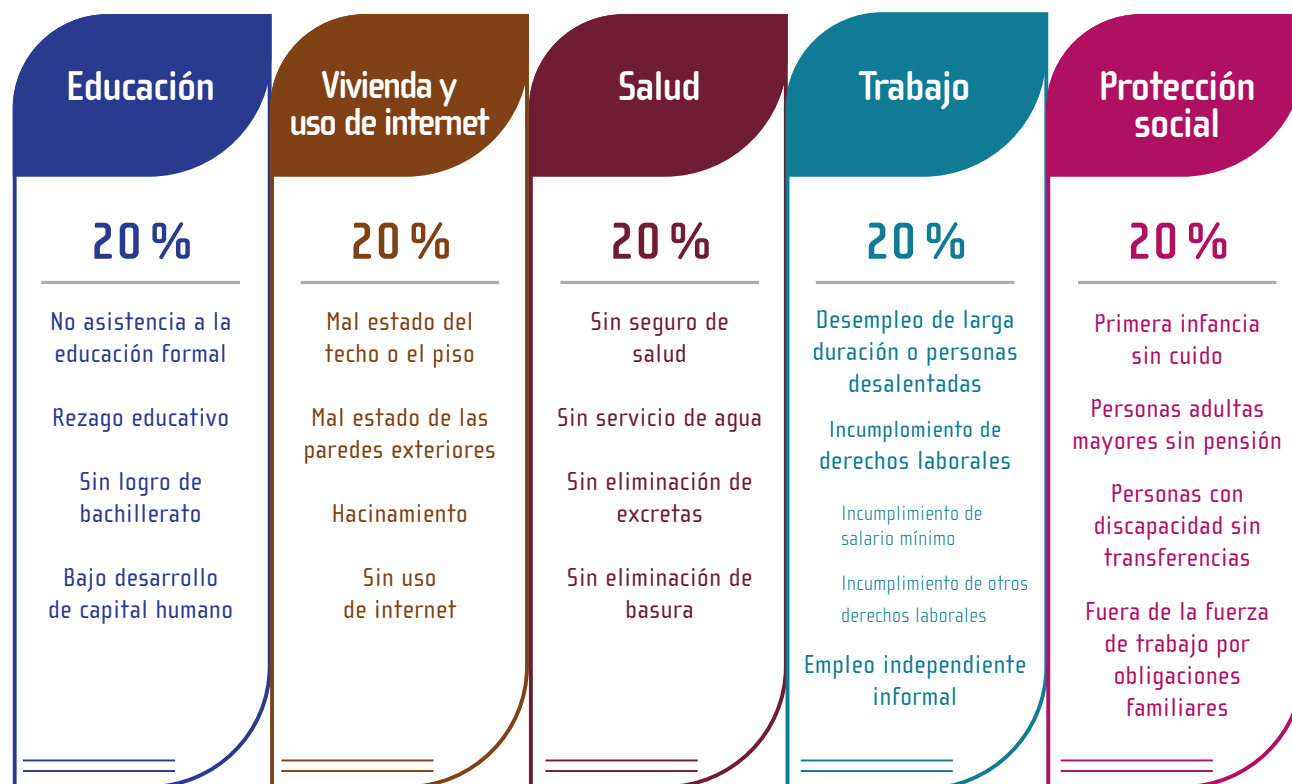 Educación
20 %
No asistencia a la
educación formal
Rezago educativo
Sin logro de
bachillerato
Bajo desarrollo
de capital humano
Vivienda y
uso de internet
20 %
Mal estado del
techo o el piso
Mal estado de las
paredes exteriores
Hacinamiento
Sin uso
de internet
Salud
20 %
Sin seguro de
salud
Sin servicio de agua
Sin eliminación de
excretas
Sin eliminación de
basura
Trabajo
20 %
Desempleo de larga
duración o personas
desalentadas
Incumplomiento de
derechos laborales
Incumplimiento de
salario mínimo
Incumplimiento de otros
derechos laborales
Empleo independiente
informal
Protección
social
20 %
Primera infancia
sin cuido
Personas adultas
mayores sin pensión
Personas con
discapacidad sin
transferencias
Fuera de la fuerza
de trabajo por
obligaciones
familiares